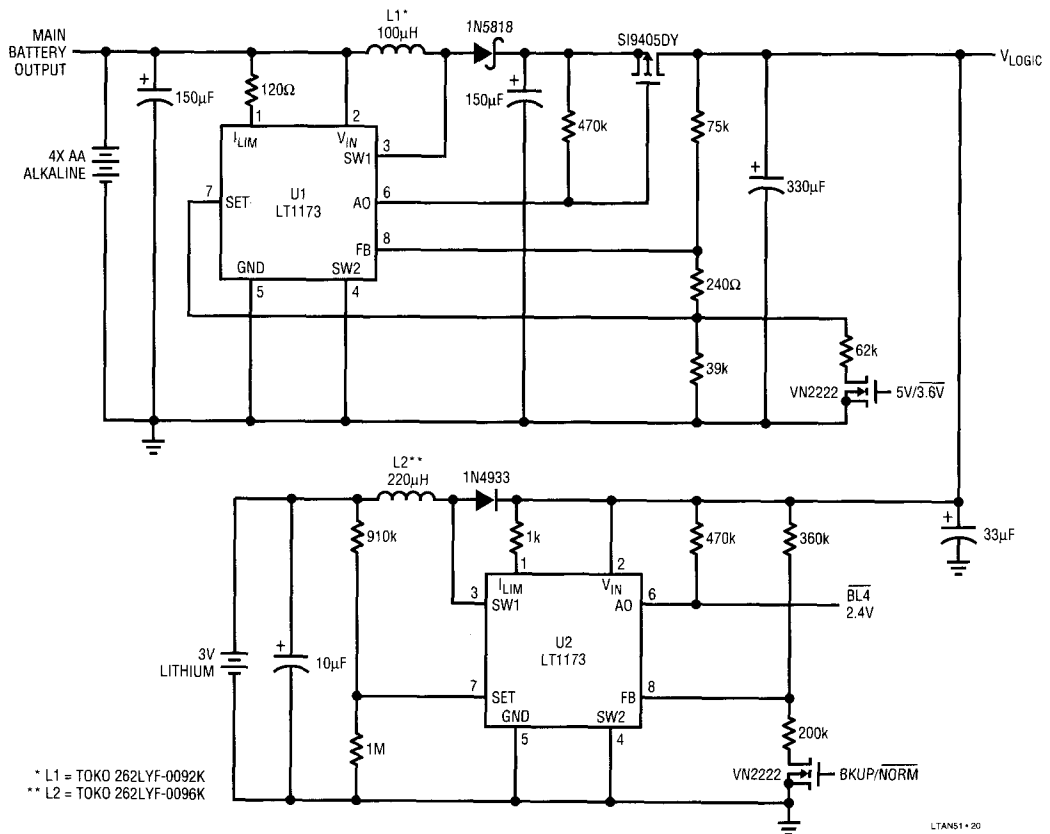 MAIN
BATTERY
OUTPUT
L1*
100µH
1N5818
SI9405DY
VLOGIC
+
150µF
120Ω
+
150µF
470k
75k
+
330µF
4X AA
ALKALINE
1
2
ILIM
VIN
SW1
3
7
SET
U1
LT1173
AO
6
FB
8
GND
SW2
5
4
240Ω
39k
62k
VN2222
5V/3.6V
L2**
220µH
1N4933
910k
1k
470k
360k
+
33µF
1
2
ILIM
VIN
3
SW1
AO
6
BL4
2.4V
U2
LT1173
3V
LITHIUM
+
10µF
7
SET
FB
8
GND
SW2
5
4
1M
200k
VN2222
BKUP/NORM
* L1 = TOKO 262LYF-0092K
** L2 = TOKO 262LYF-0096K
LTAN51 • 20